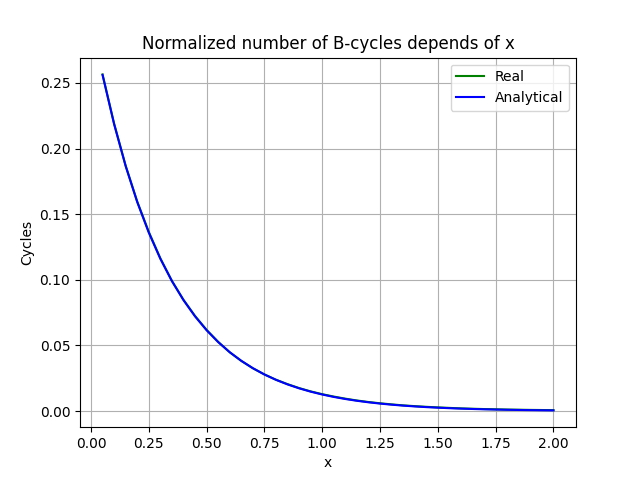 Normalized number of B-cycles depends of x
Real
Analytical
Cycles
0.25
0.20
0.15
0.10
0.05
0.00
0.00 0.25 0.50 0.75 1.00 1.25 1.50 1.75 2.00
x